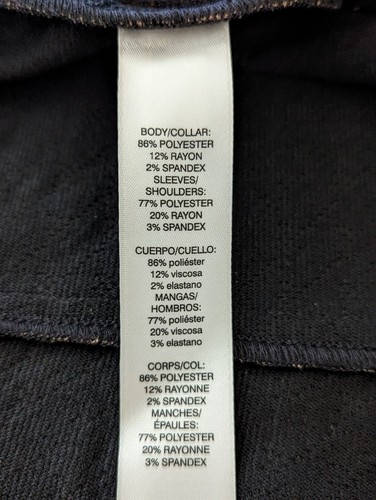 BODY/COLLAR:
86% POLYESTER
12% RAYON
2% SPANDEX
SLEEVES/
SHOULDERS:
77% POLYESTER
20% RAYON
3% SPANDEX
CUERPO/CUELLO:
86% poliéster
12% viscosa
2% elastano
MANGAS/
HOMBROS:
77% poliéster
20% viscosa
3% elastano
CORPS/COL:
86% POLYESTER
12% RAYONNE
2% SPANDEX
MANCHES/
ÉPAULES:
77% POLYESTER
20% RAYONNE
3% SPANDEX